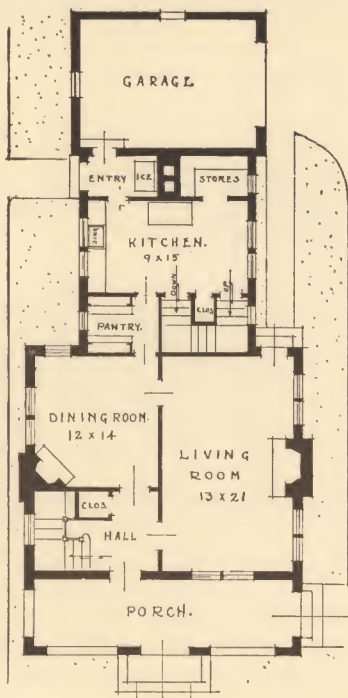 GARAGE
ENTRY
ICE
STORES
SINK
KITCHEN.
9 x 15
DOWN
UP
CLOS
PANTRY.
DINING ROOM.
12 x 14
LIVING
ROOM
13 x 21
CLOS.
HALL
PORCH.